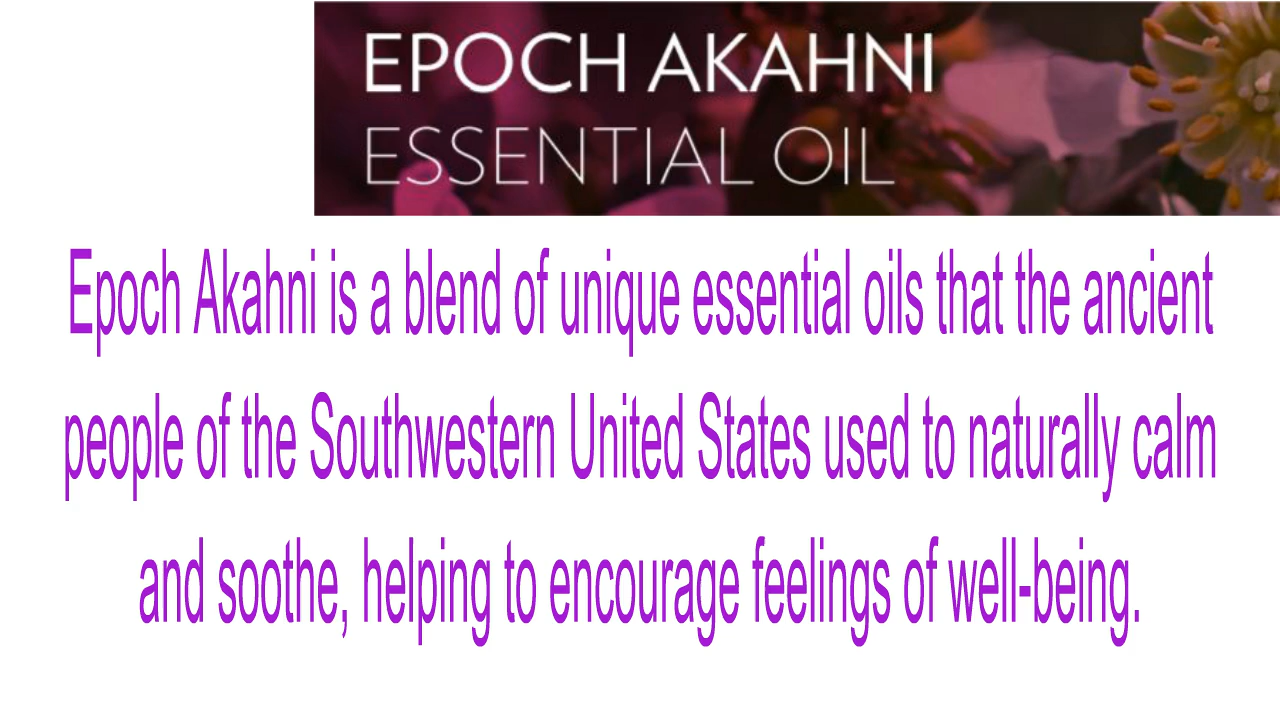 EPOCH AKAHNI
ESSENTIAL OIL
Epoch Akahni is a blend of unique essential oils that the ancient
people of the Southwestern United States used to naturally calm
and soothe, helping to encourage feelings of well-being.